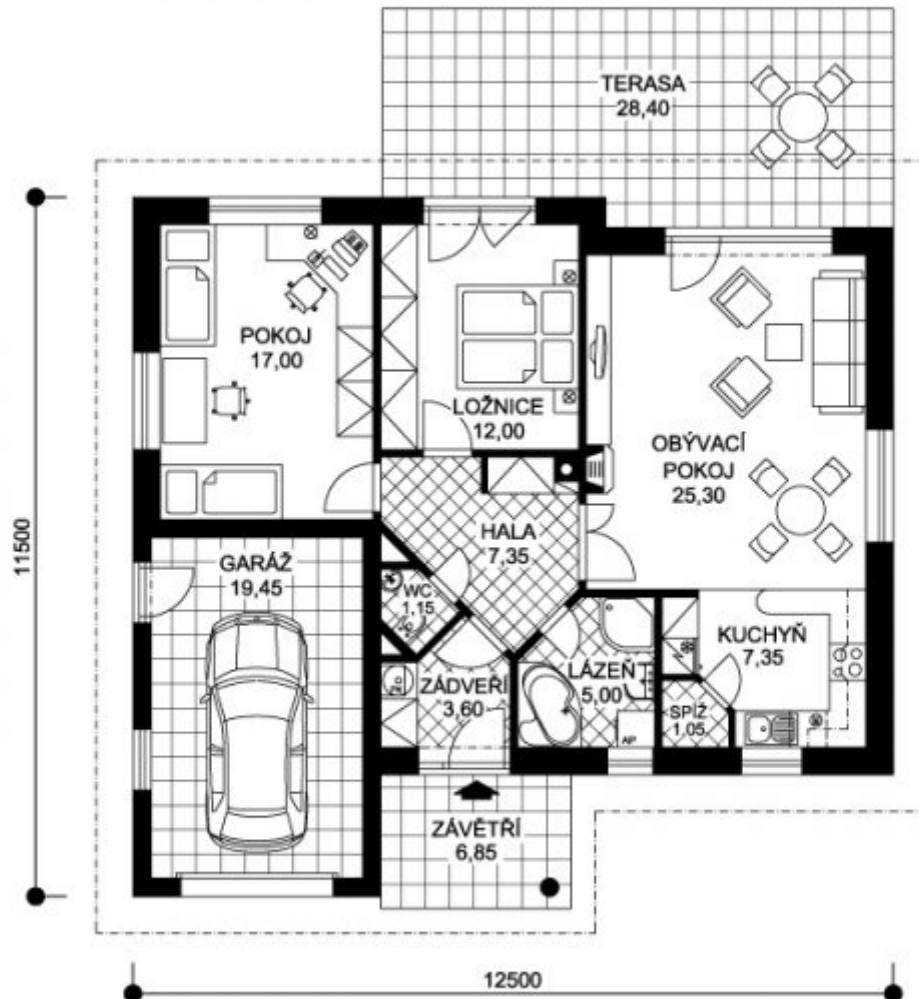 TERASA
28,40
POKOJ
17,00
LOŽNICE
12,00
OBÝVACÍ
POKOJ
25,30
11500
HALA
7,35
GARÁŽ
19,45
WC
1,15
KUCHYŇ
7,35
LÁZEŇ
5,00
ZÁDVEŘÍ
3,60
SPÍŽ
1.05
AP
ZÁVĚTŘÍ
6,85
12500